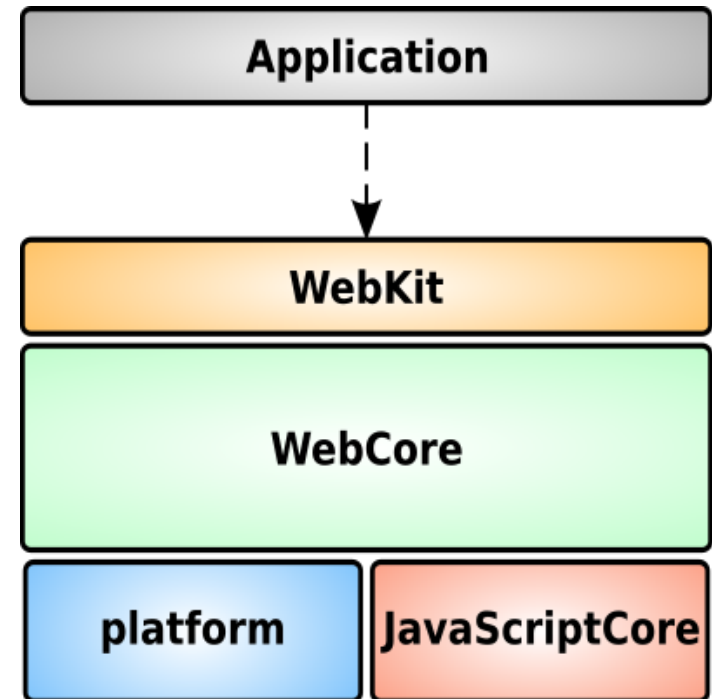 Application
WebKit
WebCore
platform
JavaScriptCore